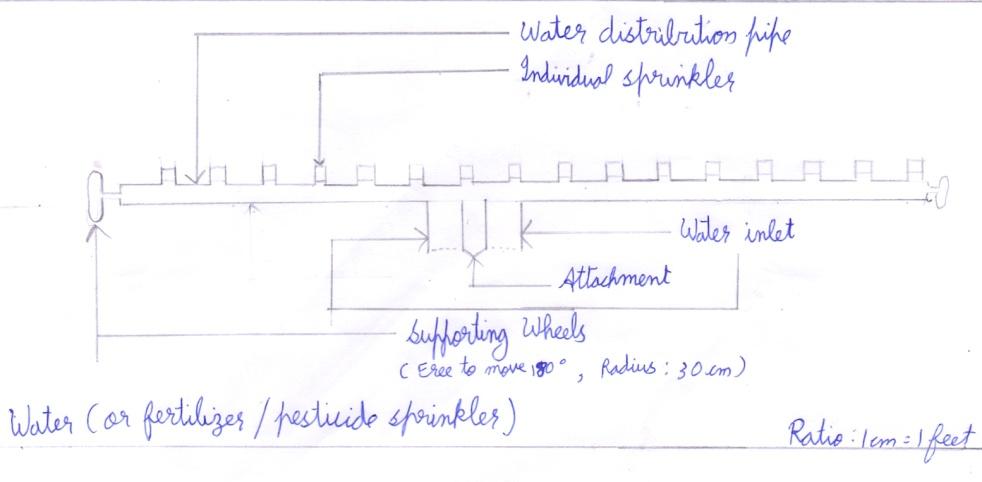 Water distribution pipe
Individual sprinkler
Water inlet
Attachment
Supporting Wheels
( Free to move 180°, Radius : 30 cm)
Water (or fertilizer / pesticide sprinkler)
Ratio : 1cm = 1 feet